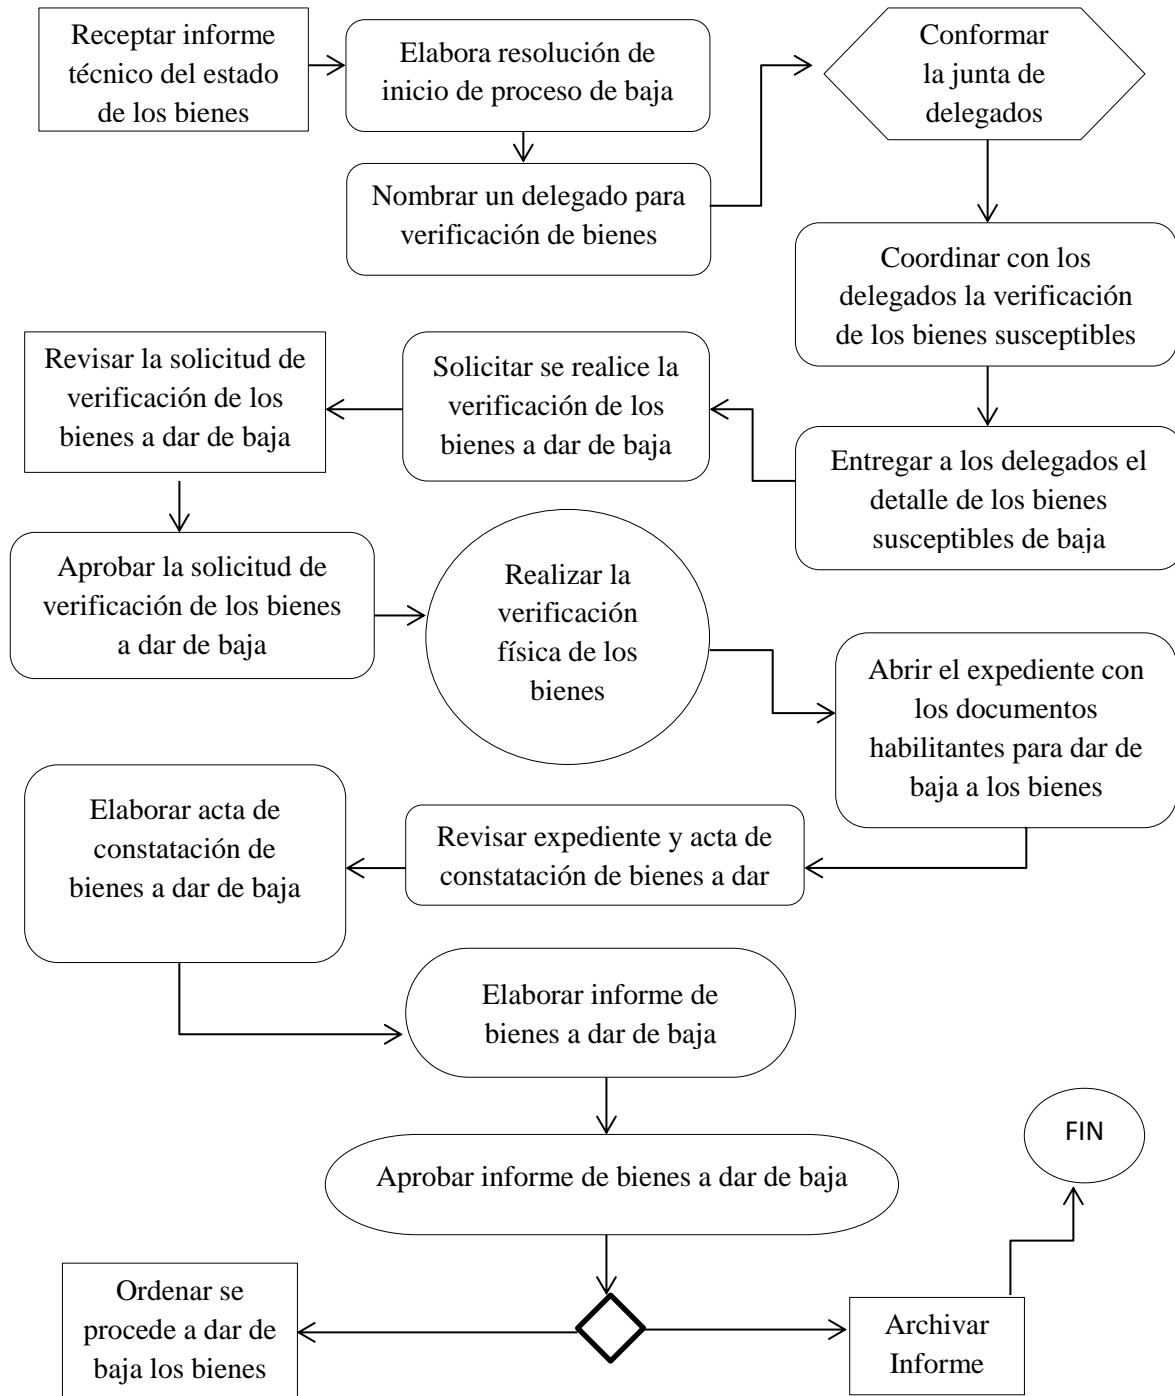 Receptar informe
técnico del estado
de los bienes
Elabora resolución de
inicio de proceso de baja
Nombrar un delegado para
verificación de bienes
Conformar
la junta de
delegados
Coordinar con los
delegados la verificación
de los bienes susceptibles
Entregar a los delegados el
detalle de los bienes
susceptibles de baja
Solicitar se realice la
verificación de los
bienes a dar de baja
Revisar la solicitud de
verificación de los
bienes a dar de baja
Aprobar la solicitud de
verificación de los bienes
a dar de baja
Realizar la
verificación
física de los
bienes
Abrir el expediente con
los documentos
habilitantes para dar de
baja a los bienes
Revisar expediente y acta de
constatación de bienes a dar
Elaborar acta de
constatación de
bienes a dar de baja
Elaborar informe de
bienes a dar de baja
Aprobar informe de bienes a dar de baja
Ordenar se
procede a dar de
baja los bienes
Archivar
Informe
FIN